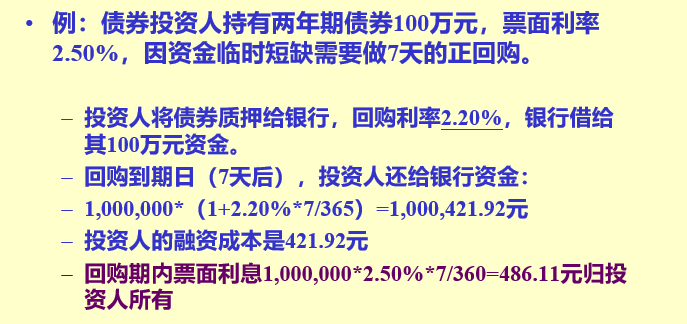 • 例：债券投资人持有两年期债券100万元，票面利率
2.50%，因资金临时短缺需要做7天的正回购。
– 投资人将债券质押给银行，回购利率2.20%，银行借给
其100万元资金。
– 回购到期日（7天后），投资人还给银行资金：
– 1,000,000*（1+2.20%*7/365）=1,000,421.92元
– 投资人的融资成本是421.92元
– 回购期内票面利息1,000,000*2.50%*7/360=486.11元归投
资人所有